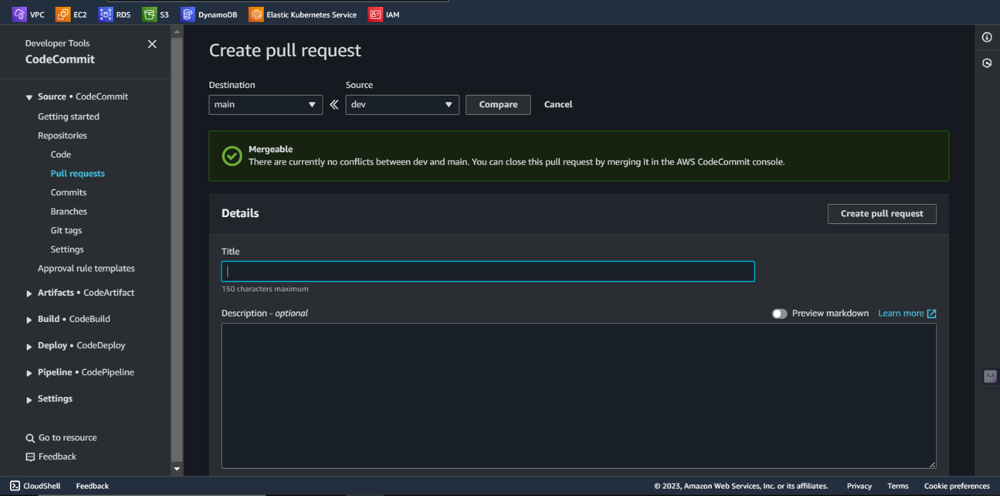 VPC EC2 RDS S3 DynamoDB Elastic Kubernetes Service IAM
Developer Tools
CodeCommit
Source • CodeCommit
Getting started
Repositories
Code
Pull requests
Commits
Branches
Git tags
Settings
Approval rule templates
Artifacts • CodeArtifact
Build • CodeBuild
Deploy • CodeDeploy
Pipeline • CodePipeline
Settings
Go to resource
Feedback
Create pull request
Destination Source
main dev Compare Cancel
Mergeable
There are currently no conflicts between dev and main. You can close this pull request by merging it in the AWS CodeCommit console.
Details Create pull request
Title
150 characters maximum
Description - optional Preview markdown Learn more
CloudShell Feedback © 2023, Amazon Web Services, Inc. or its affiliates. Privacy Terms Cookie preferences